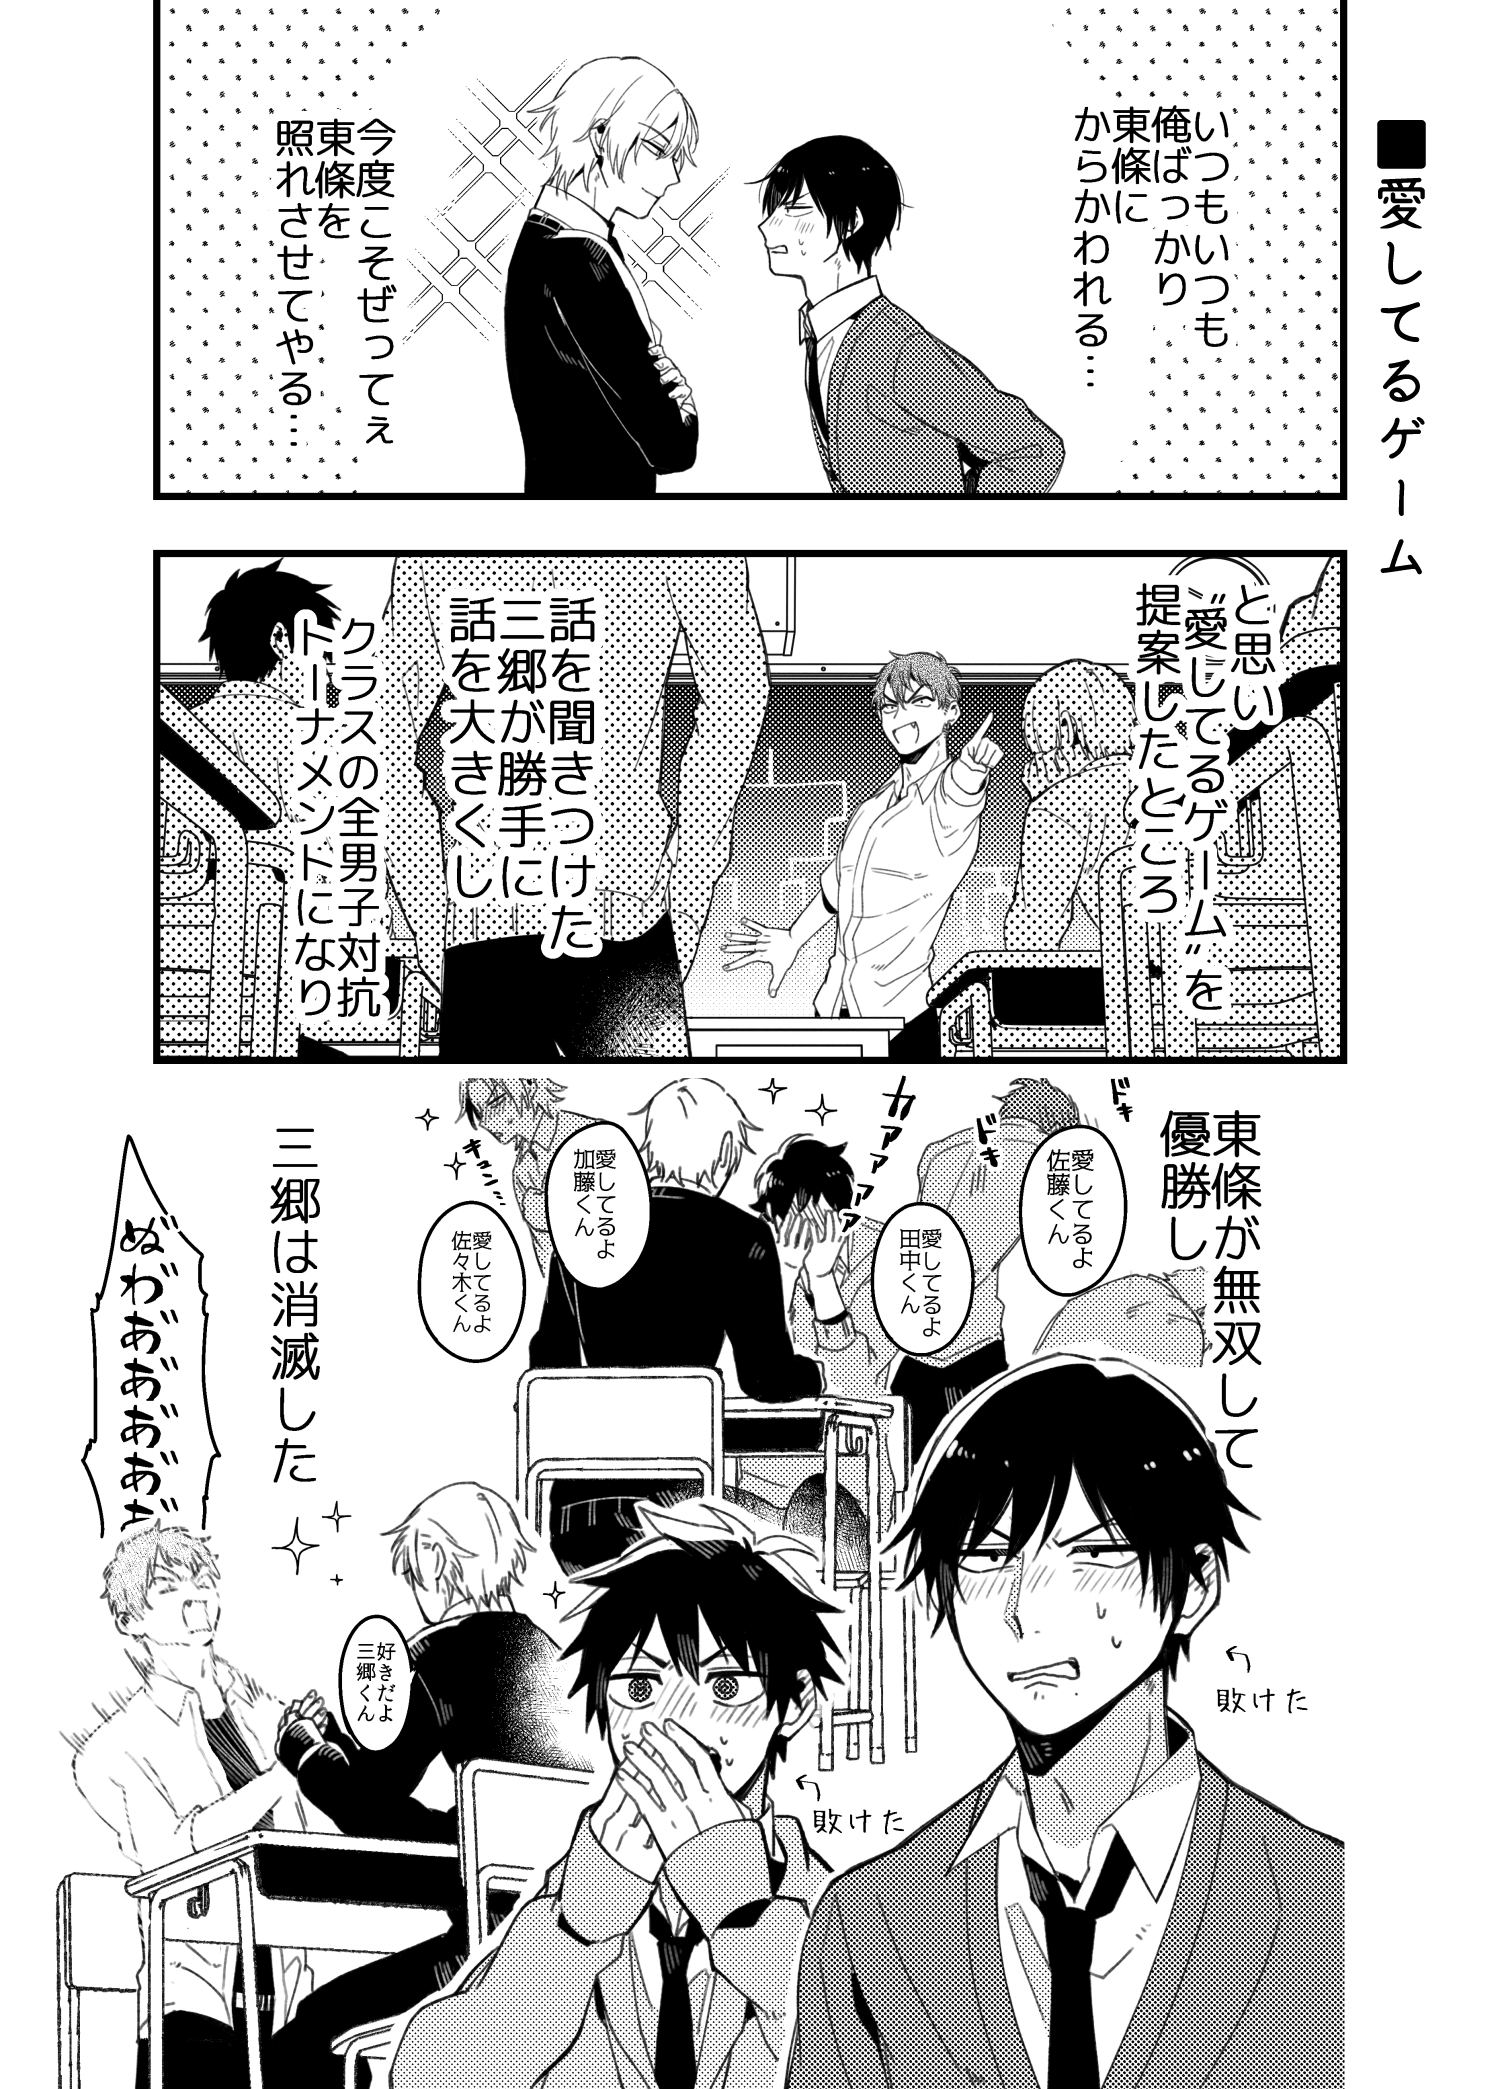 ■愛してるゲーム
いつもいつも
俺ばっかり
東條に
からかわれる…
今度こそぜってぇ
東條を
照れさせてやる…
と思い
“愛してるゲーム”を
提案したところ
話を聞きつけた
三郷が勝手に
話を大きくし
クラスの全男子対抗
トーナメントになり
東條が無双して
優勝し
ドキ
ドキ
愛してるよ
佐藤くん
カアアアアァ
愛してるよ
田中くん
愛してるよ
加藤くん
キュン…
愛してるよ
佐々木くん
敗けた
敗けた
三郷は消滅した
好きだよ
三郷くん
ぬ゛わあ゛あ゛あ゛あ゛だ